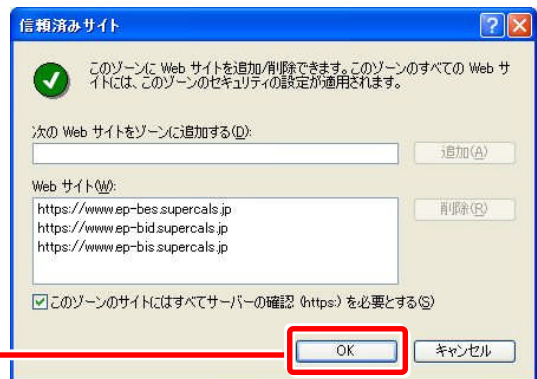 信頼済みサイト
このゾーンに Web サイトを追加/削除できます。このゾーンのすべての Web サ
イトには、このゾーンのセキュリティの設定が適用されます。
次の Web サイトをゾーンに追加する(D):
追加(A)
Web サイト(W):
https://www.ep-bes.supercals.jp
https://www.ep-bid.supercals.jp
https://www.ep-bis.supercals.jp
削除(R)
このゾーンのサイトにはすべてサーバーの確認 (https:) を必要とする(S)
OK
キャンセル